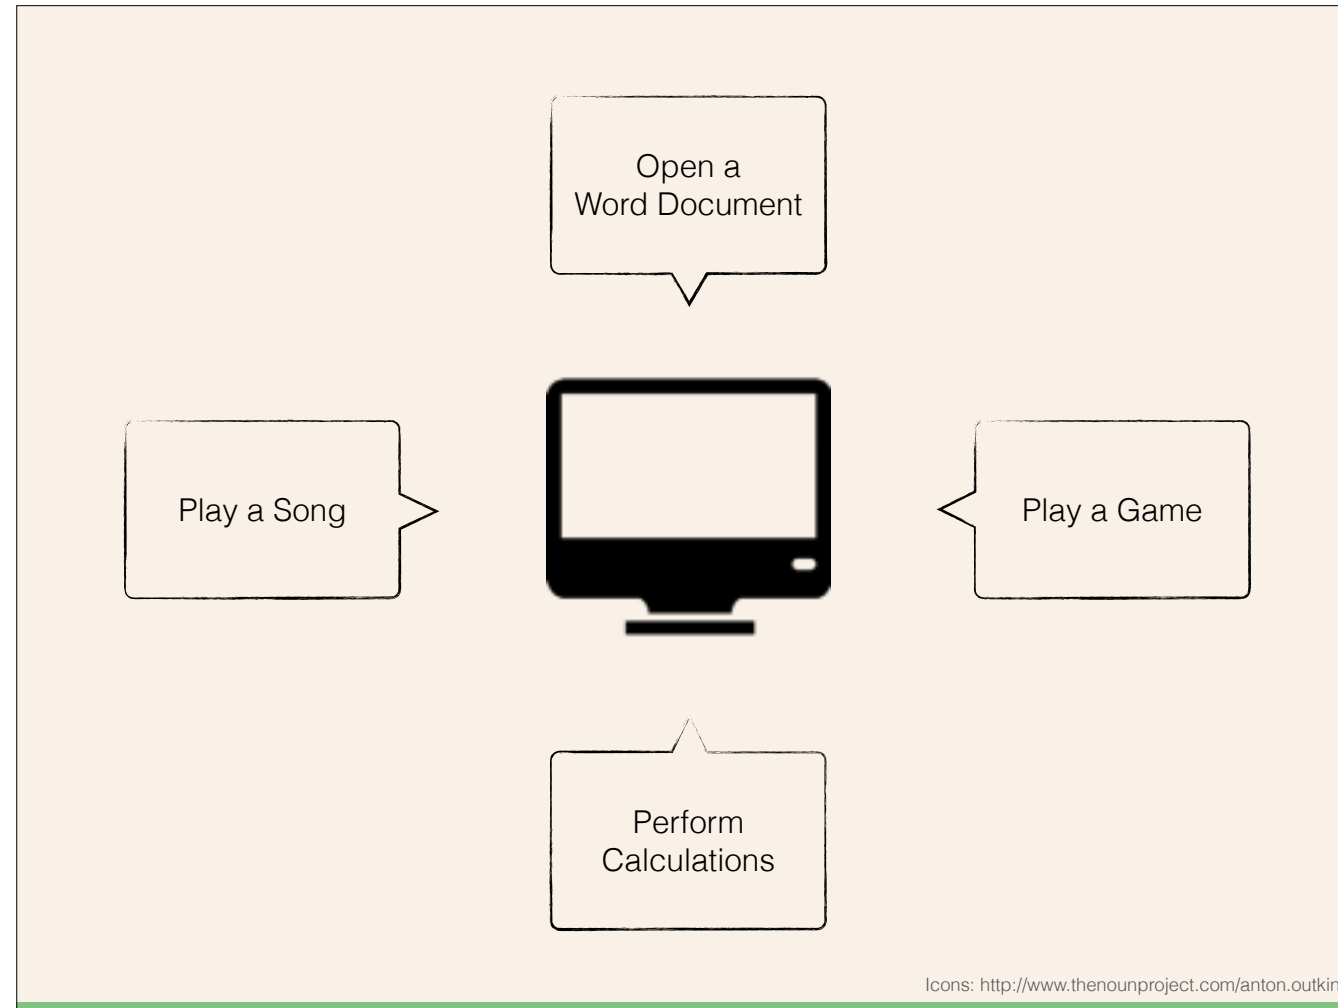 Open a
Word Document
Play a Song
Play a Game
Perform
Calculations
Icons: http://www.thenounproject.com/anton.outkin